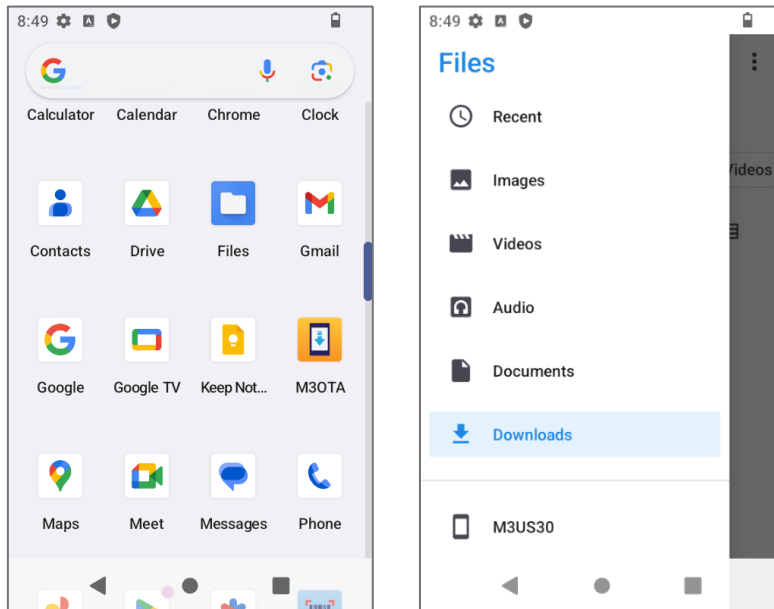 8:49
Calculator Calendar Chrome Clock
Contacts Drive Files Gmail
Google Google TV Keep Not... M3OTA
Maps Meet Messages Phone
8:49
Files
Recent
Images
Videos
Audio
Documents
Downloads
M3US30
Videos